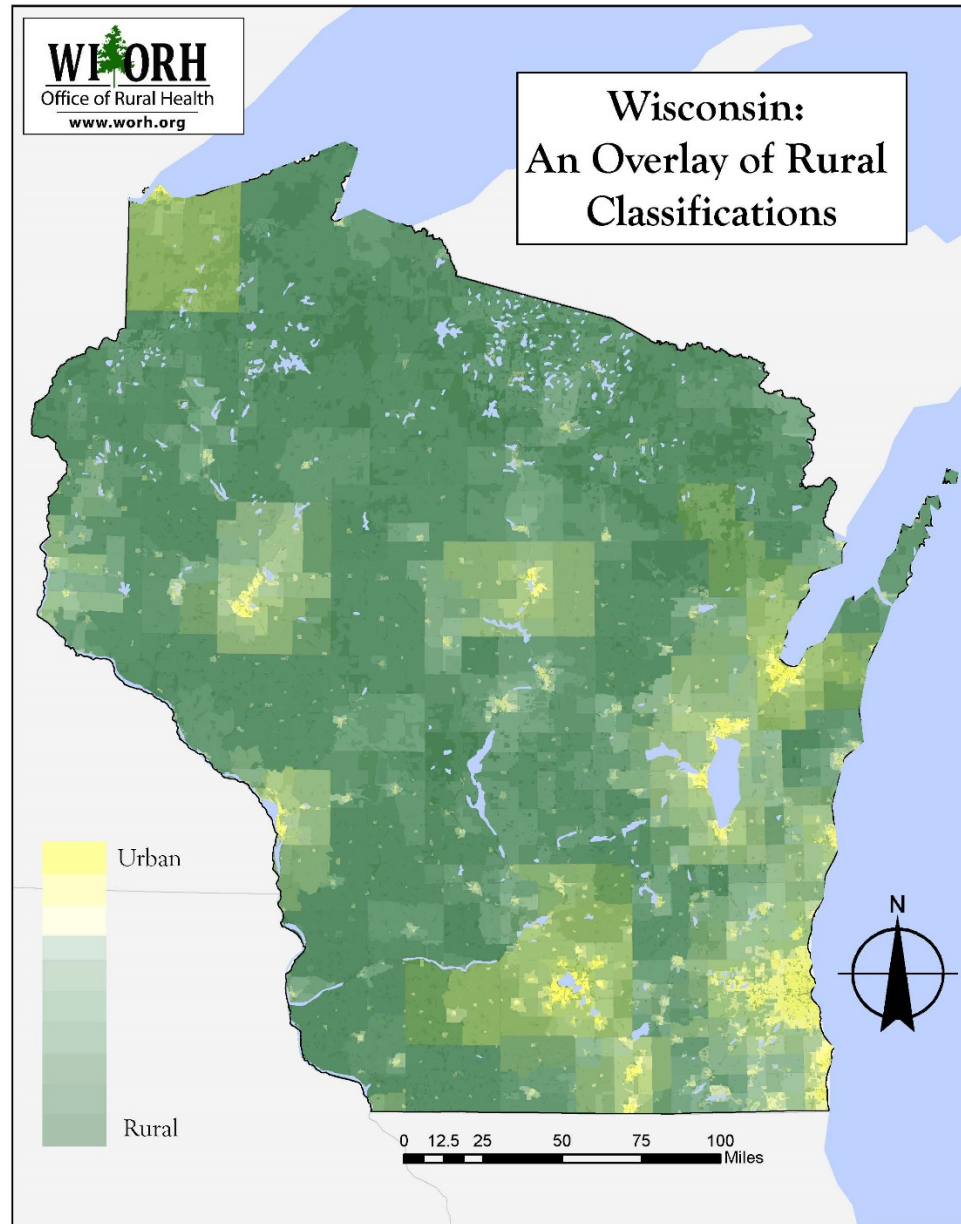 WI ORH
Office of Rural Health
www.worh.org
Wisconsin:
An Overlay of Rural
Classifications
Urban
Rural
N
0 12.5 25 50 75 100
Miles